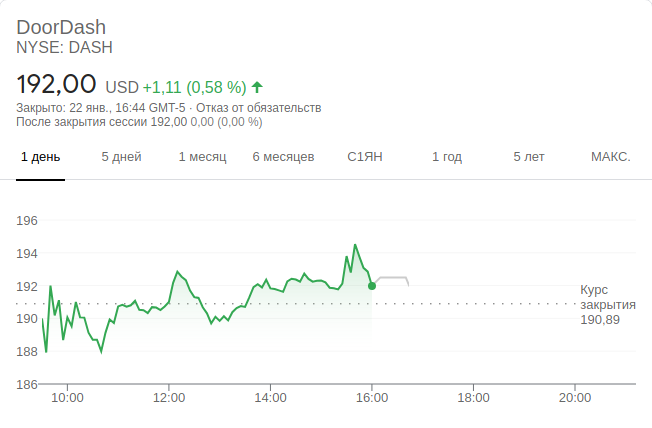 DoorDash
NYSE: DASH
192,00 USD +1,11 (0,58 %)
Закрыто: 22 янв., 16:44 GMT-5 · Отказ от обязательств
После закрытия сессии 192,00 0,00 (0,00 %)
1 день 5 дней 1 месяц 6 месяцев С1ЯН 1 год 5 лет МАКС.
196
194
192
190
188
186
Курс
закрытия
190,89
10:00 12:00 14:00 16:00 18:00 20:00